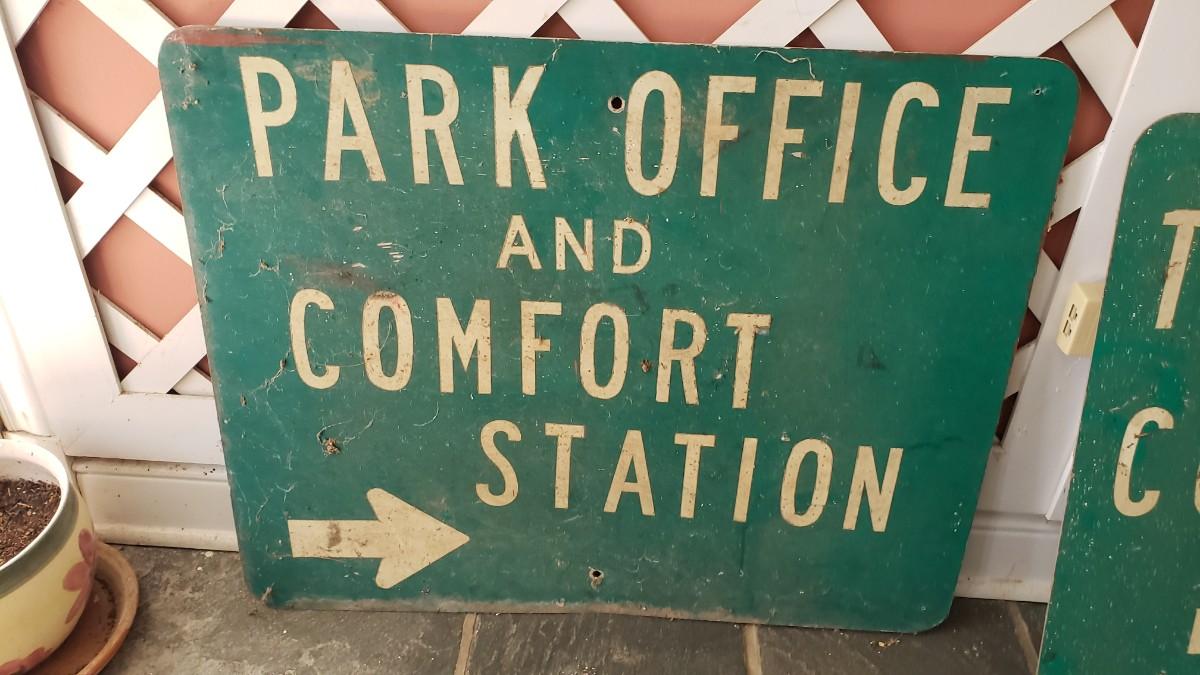 PARK OFFICE
AND
COMFORT
STATION